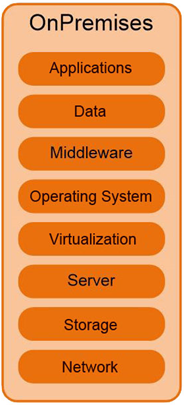 OnPremises
Applications
Data
Middleware
Operating System
Virtualization
Server
Storage
Network